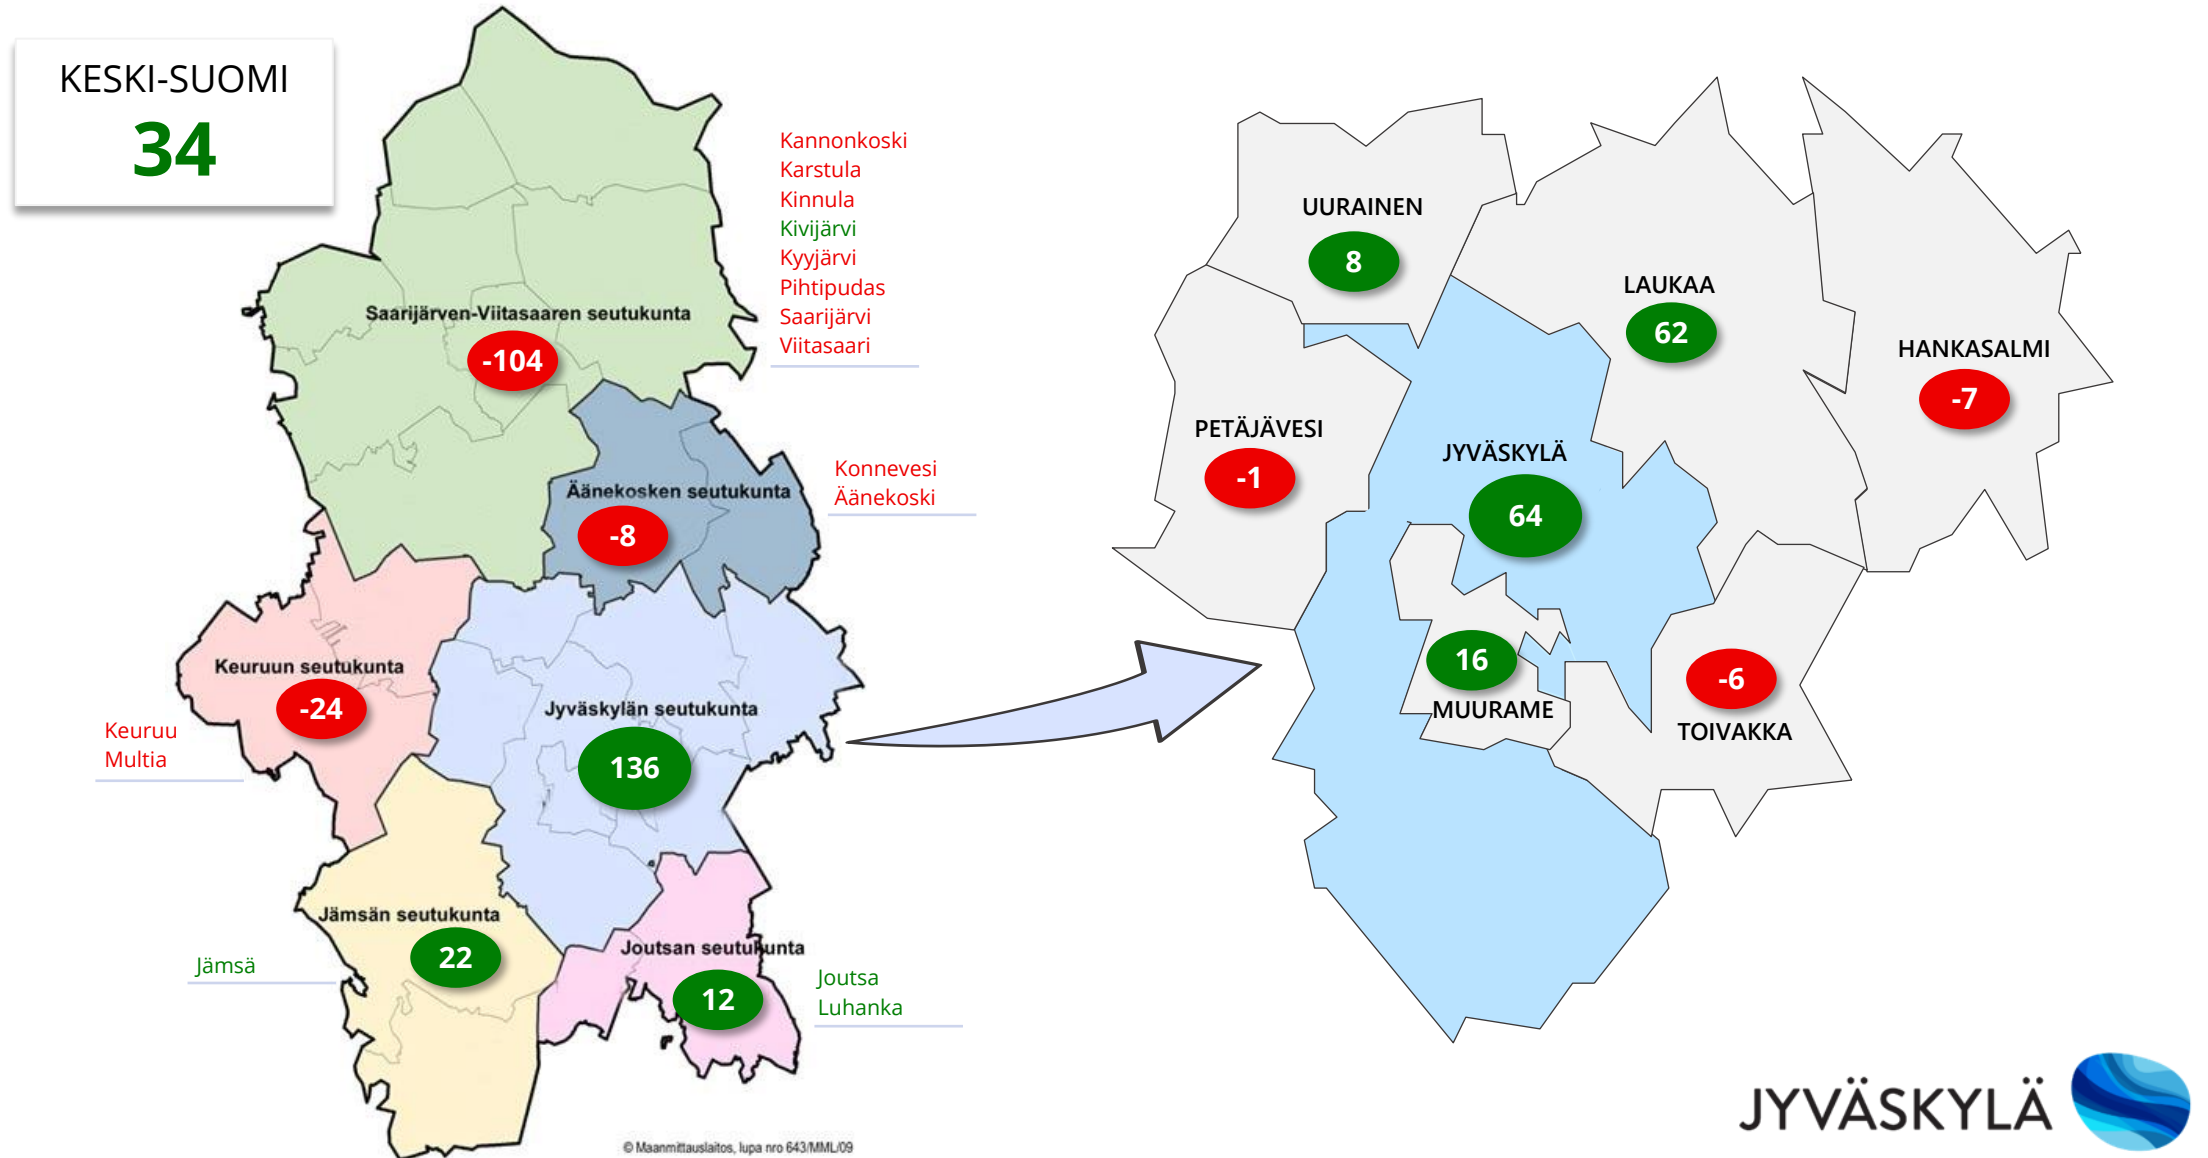 KESKI-SUOMI
34
Kannonkoski
Karstula
Kinnula
Kivijärvi
Kyyjärvi
Pihtipudas
Saarijärvi
Viitasaari
Saarijärven-Viitasaaren seutukunta
-104
Konnevesi
Äänekoski
Äänekosken seutukunta
-8
Keuruun seutukunta
-24
Keuruu
Multia
Jyväskylän seutukunta
136
Jämsän seutukunta
22
Jämsä
Joutsan seutukunta
12
Joutsa
Luhanka
© Maanmittauslaitos, lupa nro 643/MML/09
UURAINEN
8
LAUKAA
62
HANKASALMI
-7
PETÄJÄVESI
-1
JYVÄSKYLÄ
64
16
MUURAME
-6
TOIVAKKA
JYVÄSKYLÄ